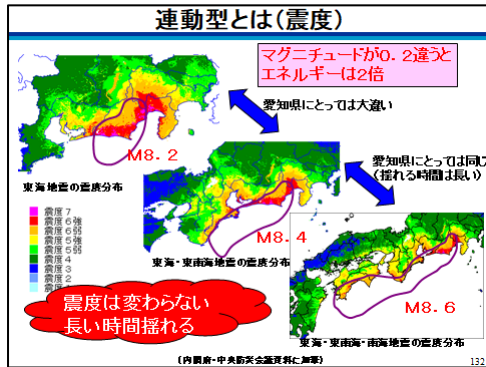 連動型とは(震度)
マグニチュードが0.2違うと
エネルギーは2倍
愛知県にとっては大違い
M8.2
東海地震の震度分布
愛知県にとっては同じ
(揺れる時間は長い)
M8.4
東海・東南海地震の震度分布
震度7
震度6強
震度6弱
震度5強
震度5弱
震度4
震度3
震度2
M8.6
東海・東南海・南海地震の震度分布
震度は変わらない
長い時間揺れる
(内閣府・中央防災会議資料に加筆)
132